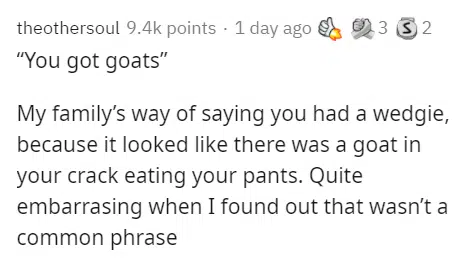 theothersoul 9.4k points · 1 day ago 3 S 2
“You got goats”
My family’s way of saying you had a wedgie,
because it looked like there was a goat in
your crack eating your pants. Quite
embarrasing when I found out that wasn’t a
common phrase